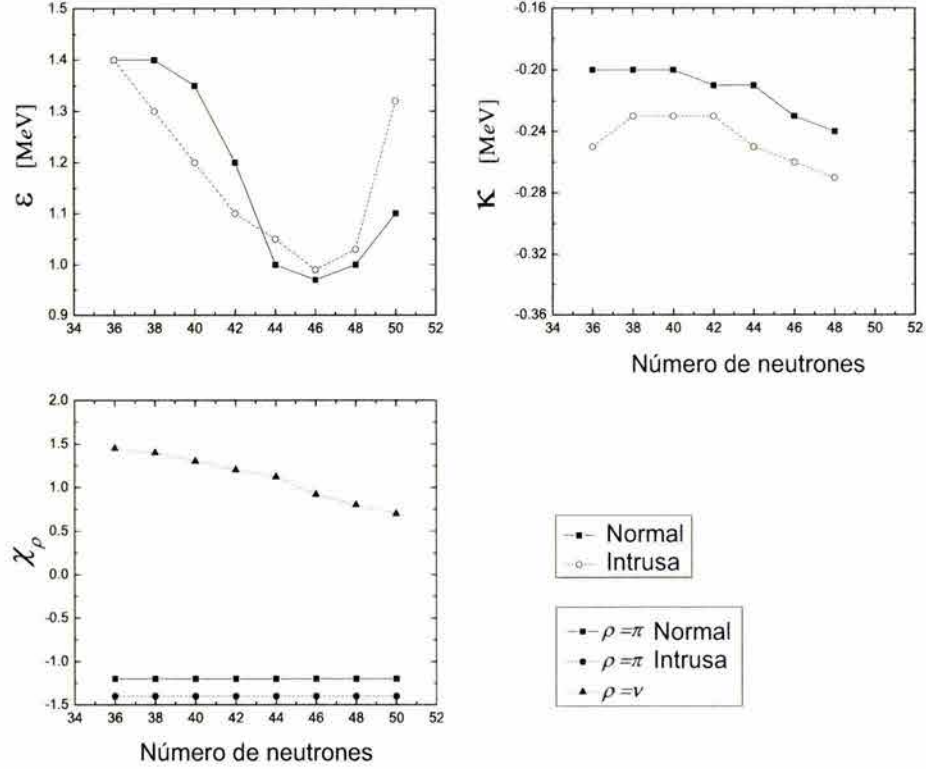 1.5
1.4
1.3
1.2
1.1
1.0
0.9
ε [MeV]
34 36 38 40 42 44 46 48 50 52
-0.16
-0.20
-0.24
-0.28
-0.32
-0.36
κ [MeV]
34 36 38 40 42 44 46 48 50 52
Número de neutrones
2.0
1.5
1.0
0.5
0.0
-0.5
-1.0
-1.5
χρ
34 36 38 40 42 44 46 48 50 52
Número de neutrones
Normal
Intrusa
ρ=π Normal
ρ=π Intrusa
ρ=ν